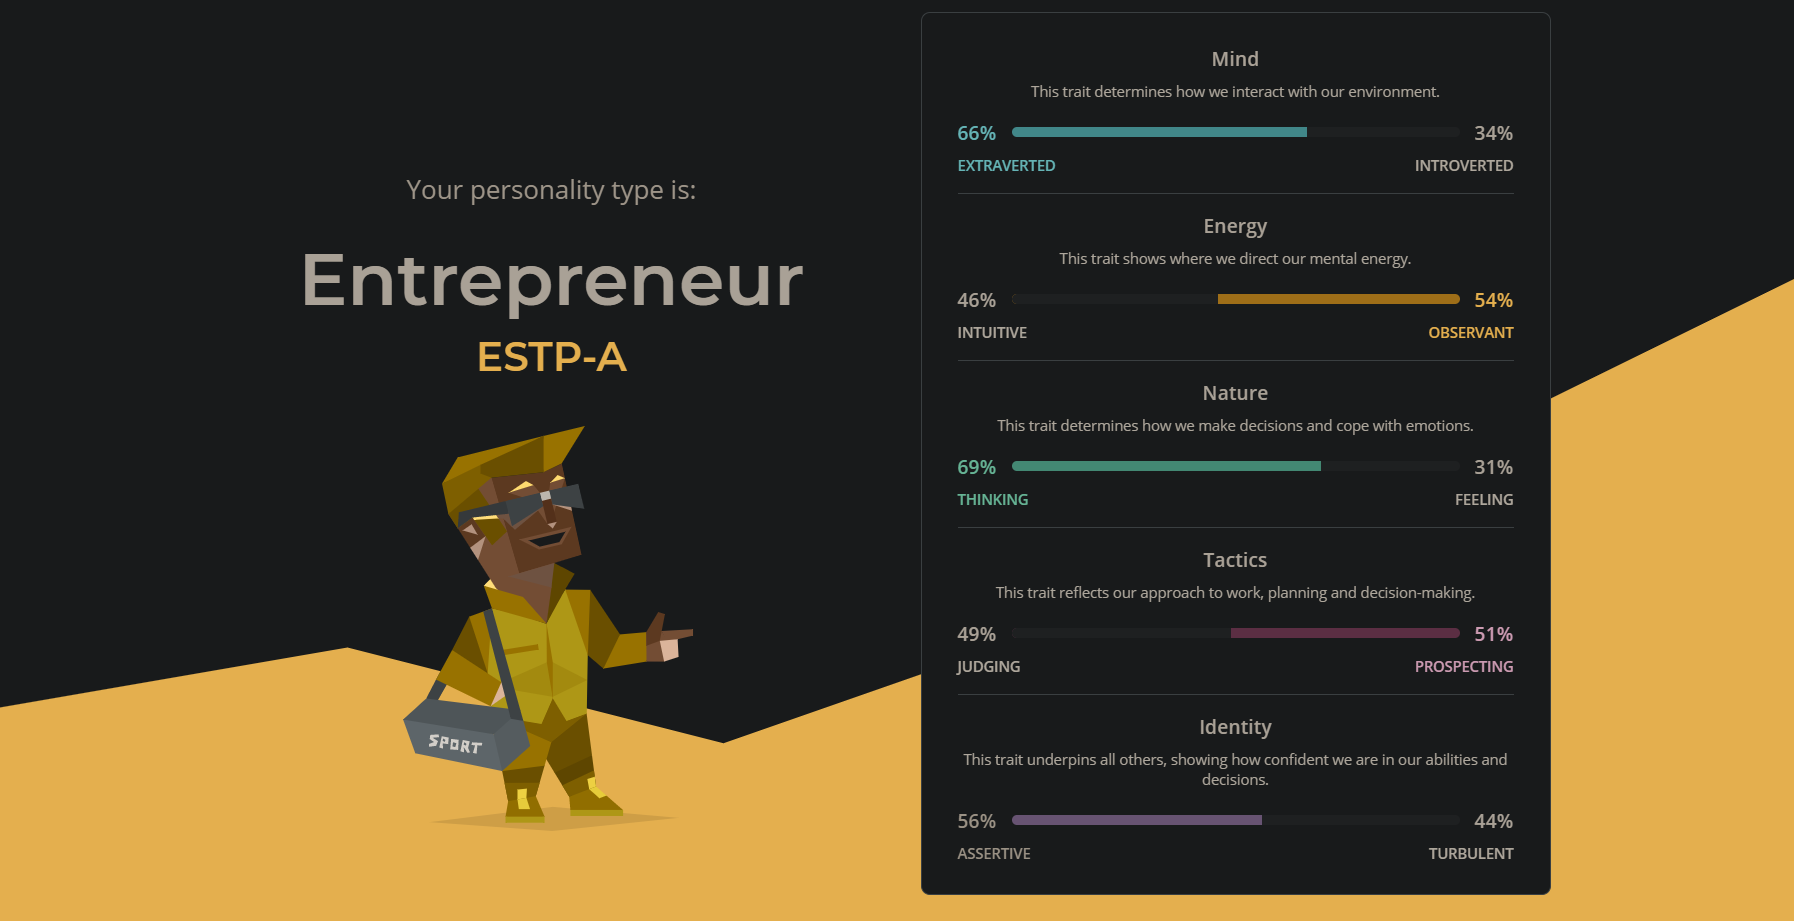 Your personality type is:
Entrepreneur
ESTP-A
SPORT
Mind
This trait determines how we interact with our environment.
66% 34%
EXTRAVERTED INTROVERTED
Energy
This trait shows where we direct our mental energy.
46% 54%
INTUITIVE OBSERVANT
Nature
This trait determines how we make decisions and cope with emotions.
69% 31%
THINKING FEELING
Tactics
This trait reflects our approach to work, planning and decision-making.
49% 51%
JUDGING PROSPECTING
Identity
This trait underpins all others, showing how confident we are in our abilities and
decisions.
56% 44%
ASSERTIVE TURBULENT